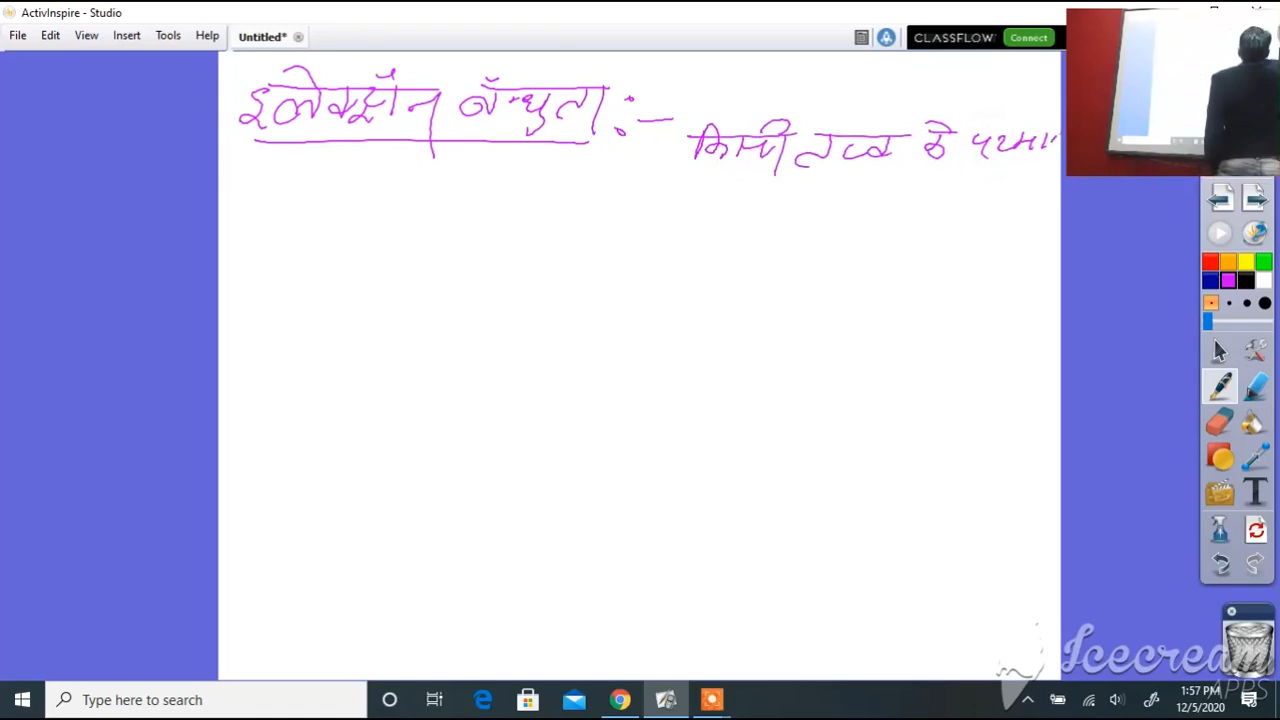 ActivInspire - Studio
File Edit View Insert Tools Help Untitled* CLASSFLOW Connect
इलेक्ट्रॉन बन्धुता :-
किसी तत्व के
Icecream
APPS
Type here to search
1:57 PM
12/5/2020